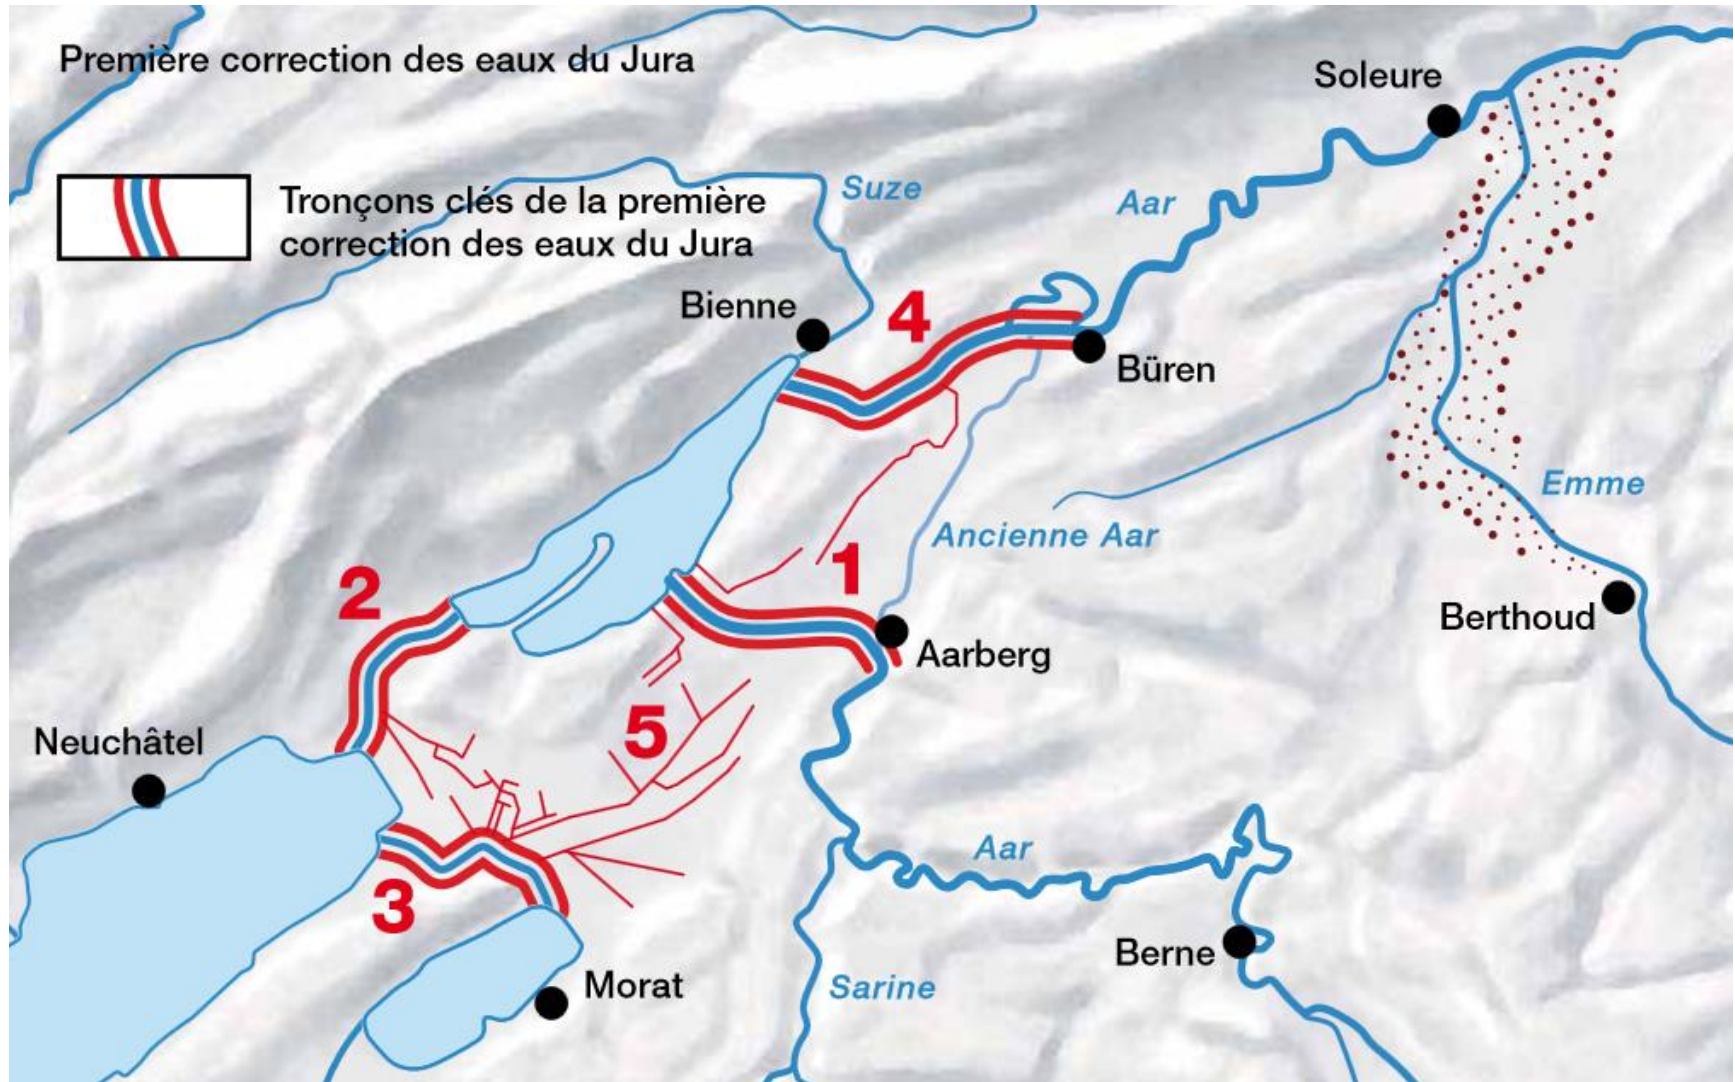 Première correction des eaux du Jura
Soleure
Tronçons clés de la première
correction des eaux du Jura
Suze
Aar
Bienne
4
Büren
Emme
Ancienne Aar
1
2
Berthoud
Aarberg
5
Neuchâtel
Aar
3
Berne
Morat
Sarine